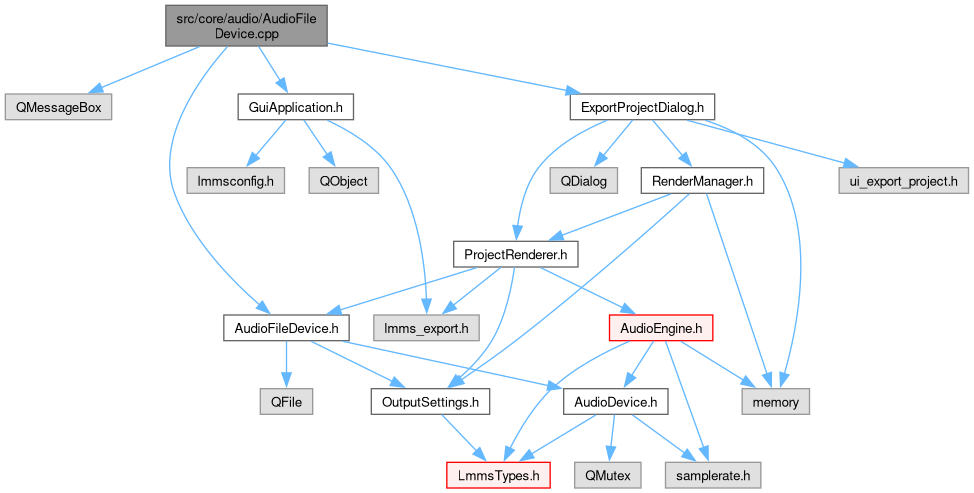 src/core/audio/AudioFile
Device.cpp
QMessageBox
GuiApplication.h
ExportProjectDialog.h
lmmsconfig.h
QObject
QDialog
RenderManager.h
ui_export_project.h
ProjectRenderer.h
AudioFileDevice.h
lmms_export.h
AudioEngine.h
QFile
OutputSettings.h
AudioDevice.h
memory
LmmsTypes.h
QMutex
samplerate.h